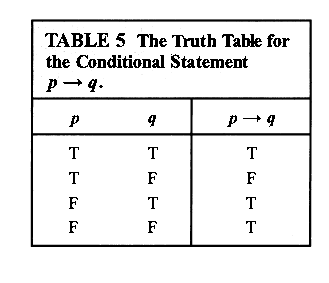 TABLE 5 The Truth Table for
the Conditional Statement
p → q.
p q p → q
T T T
T F F
F T T
F F T